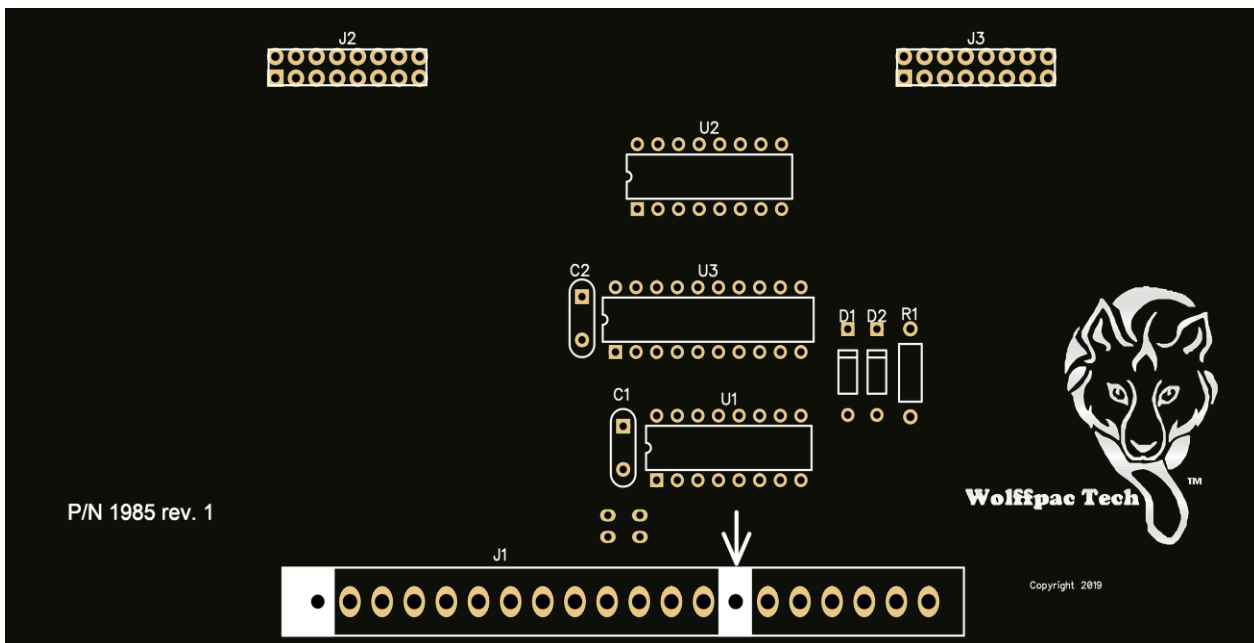 J2
J3
U2
C2
U3
D1 D2 R1
C1
U1
P/N 1985 rev. 1
Wolffpac Tech ™
J1
Copyright 2019